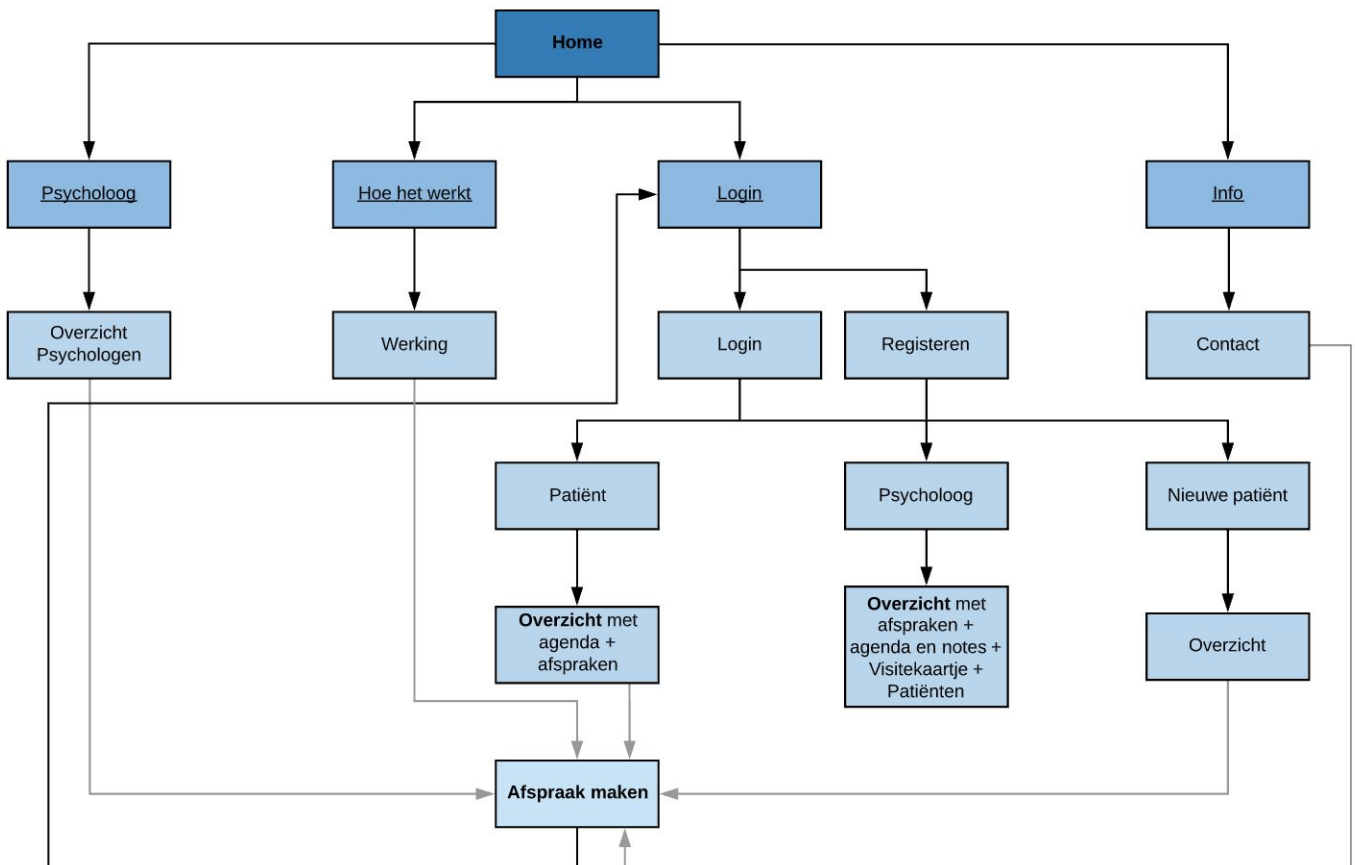 Home
Psycholoog
Hoe het werkt
Login
Info
Overzicht
Psychologen
Werking
Login
Registeren
Contact
Patiënt
Psycholoog
Nieuwe patiënt
Overzicht met
agenda +
afspraken
Overzicht met
afspraken +
agenda en notes +
Visitekaartje +
Patiënten
Overzicht
Afspraak maken